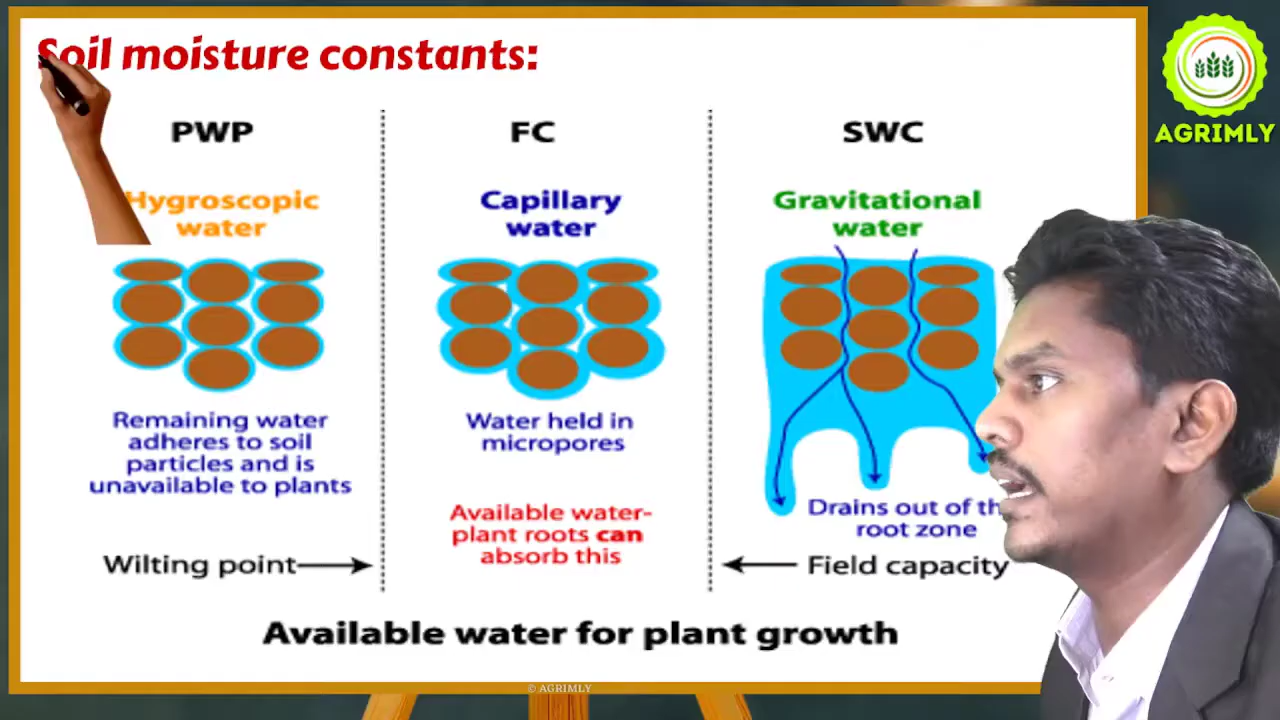 Soil moisture constants:
PWP
FC
SWC
Hygroscopic
water
Capillary
water
Gravitational
water
Remaining water
adheres to soil
particles and is
unavailable to plants
Water held in
micropores
Available water-
plant roots can
absorb this
Drains out of th
root zone
Wilting point
Field capacity
Available water for plant growth
© AGRIMLY
AGRIMLY